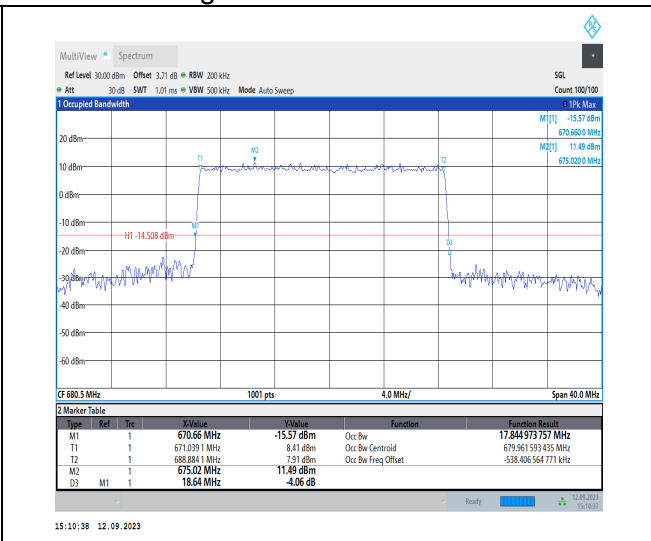 MultiView Spectrum
Ref Level 30.00 dBm Offset 3.71 dB RBW 200 kHz SGL
Att 30 dB SWT 1.01 ms VBW 500 kHz Mode Auto Sweep Count 100/100
1 Occupied Bandwidth 1Pk Max
M1[1] -15.57 dBm
670.660 0 MHz
M2[1] 11.49 dBm
675.020 0 MHz
20 dBm
M2
T1 T2
10 dBm
0 dBm
-10 dBm
M1
H1 -14.508 dBm
D3
-20 dBm
-30 dBm
-40 dBm
-50 dBm
-60 dBm
CF 680.5 MHz 1001 pts 4.0 MHz/ Span 40.0 MHz
2 Marker Table
Type Ref Trc X-Value Y-Value Function Function Result
M1 1 670.66 MHz -15.57 dBm Occ Bw 17.844 973 757 MHz
T1 1 671.039 1 MHz 8.41 dBm Occ Bw Centroid 679.961 593 435 MHz
T2 1 688.884 1 MHz 7.91 dBm Occ Bw Freq Offset -538.406 564 771 kHz
M2 1 675.02 MHz 11.49 dBm
D3 M1 1 18.64 MHz -4.06 dB
Ready 12.09.2023
15:10:37
15:10:38 12.09.2023